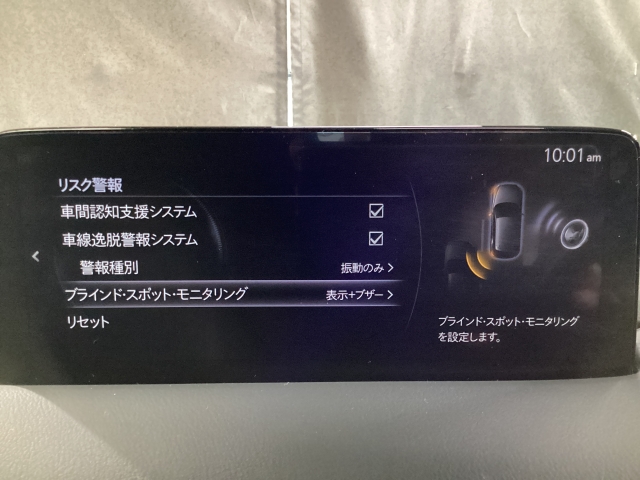 10:01 am
リスク警報
車間認知支援システム
車線逸脱警報システム
警報種別 振動のみ
ブラインド・スポット・モニタリング 表示+ブザー
リセット
ブラインド・スポット・モニタリング
を設定します。